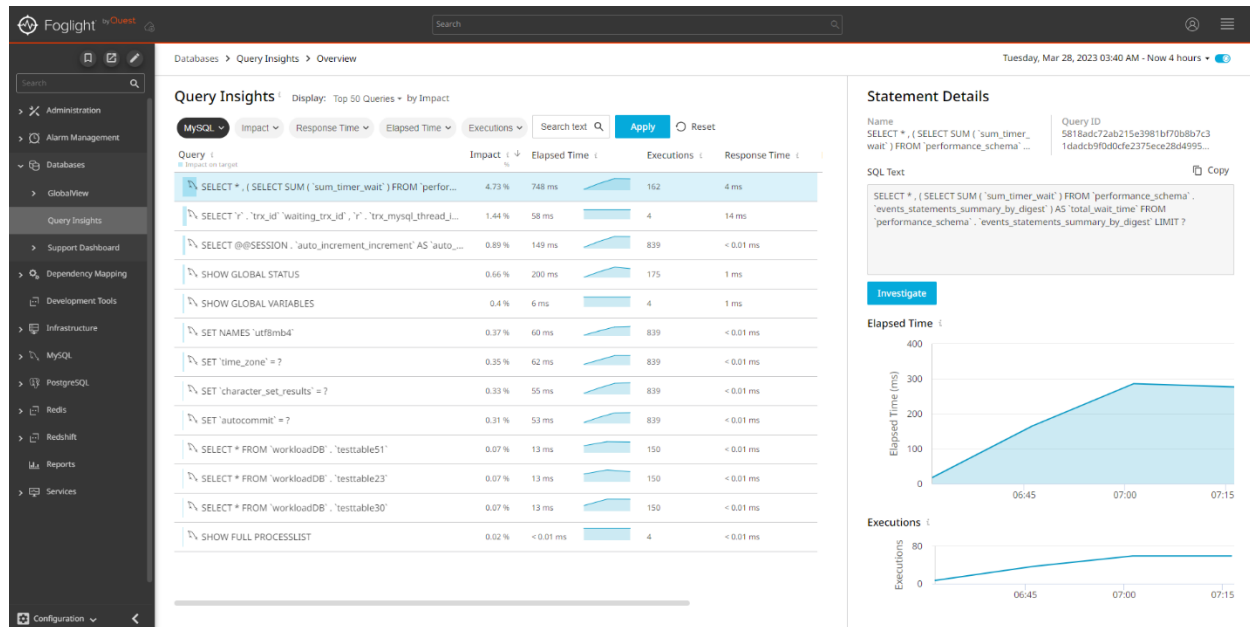 Foglight by Quest
Search
Databases > Query Insights > Overview
Tuesday, Mar 28, 2023 03:40 AM - Now 4 hours
Search
Administration
Alarm Management
Databases
GlobalView
Query Insights
Support Dashboard
Dependency Mapping
Development Tools
Infrastructure
MySQL
PostgreSQL
Redis
Redshift
Reports
Services
Configuration
Query Insights Display: Top 50 Queries by Impact
MySQL Impact Response Time Elapsed Time Executions Search text Apply Reset
Query Impact Elapsed Time Executions Response Time
Impact on target %
SELECT * , ( SELECT SUM ( `sum_timer_wait` ) FROM `perfor... 4.73 % 748 ms 162 4 ms
SELECT `r` . `trx_id` `waiting_trx_id` , `r` . `trx_mysql_thread_i... 1.44 % 58 ms 4 14 ms
SELECT @@SESSION . `auto_increment_increment` AS `auto_... 0.89 % 149 ms 839 < 0.01 ms
SHOW GLOBAL STATUS 0.66 % 200 ms 175 1 ms
SHOW GLOBAL VARIABLES 0.4 % 6 ms 4 1 ms
SET NAMES `utf8mb4` 0.37 % 60 ms 839 < 0.01 ms
SET `time_zone` = ? 0.35 % 62 ms 839 < 0.01 ms
SET `character_set_results` = ? 0.33 % 55 ms 839 < 0.01 ms
SET `autocommit` = ? 0.31 % 53 ms 839 < 0.01 ms
SELECT * FROM `workloadDB` . `testtable51` 0.07 % 13 ms 150 < 0.01 ms
SELECT * FROM `workloadDB` . `testtable23` 0.07 % 13 ms 150 < 0.01 ms
SELECT * FROM `workloadDB` . `testtable30` 0.07 % 13 ms 150 < 0.01 ms
SHOW FULL PROCESSLIST 0.02 % < 0.01 ms 4 < 0.01 ms
Statement Details
Name Query ID
SELECT * , ( SELECT SUM ( `sum_timer_ 5818adc72ab215e3981bf70b8b7c3
wait` ) FROM `performance_schema` ... 1dadcb9f0d0cfe2375ece28d4995...
SQL Text Copy
SELECT * , ( SELECT SUM ( `sum_timer_wait` ) FROM `performance_schema` .
`events_statements_summary_by_digest` ) AS `total_wait_time` FROM
`performance_schema` . `events_statements_summary_by_digest` LIMIT ?
Investigate
Elapsed Time
Elapsed Time (ms)
400
300
200
100
0
06:45 07:00 07:15
Executions
Executions
80
0
06:45 07:00 07:15